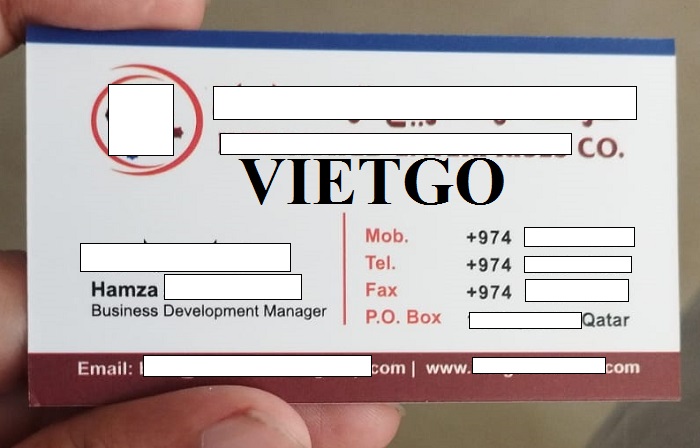 CO.
VIETGO
Mob. +974
Tel. +974
Hamza
Fax +974
Business Development Manager
P.O. Box Qatar
Email: com | www. com